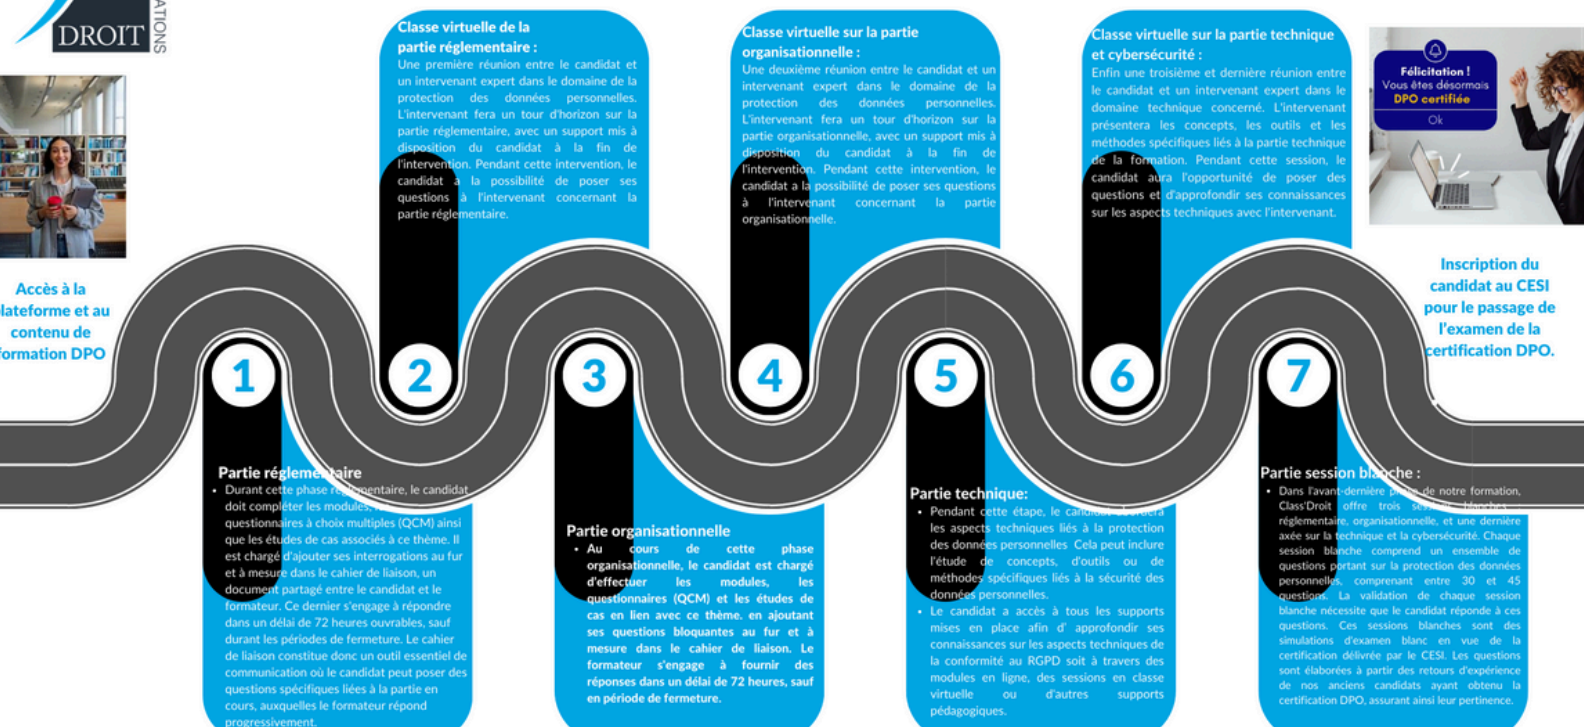 DROIT
ATIONS
Accès à la
plateforme et au
contenu de
formation DPO
Classe virtuelle de la
partie réglementaire :
Une première réunion entre le candidat et
un intervenant expert dans le domaine de la
protection des données personnelles.
L'intervenant fera un tour d'horizon sur la
partie réglementaire, avec un support mis à
disposition du candidat à la fin de
l'intervention. Pendant cette intervention, le
candidat a la possibilité de poser ses
questions à l'intervenant concernant la
partie réglementaire.
Classe virtuelle sur la partie
organisationnelle :
Une deuxième réunion entre le candidat et un
intervenant expert dans le domaine de la
protection des données personnelles.
L'intervenant fera un tour d'horizon sur la
partie organisationnelle, avec un support mis à
disposition du candidat à la fin de
l'intervention. Pendant cette intervention, le
candidat a la possibilité de poser ses questions
à l'intervenant concernant la partie
organisationnelle.
Classe virtuelle sur la partie technique
et cybersécurité :
Enfin une troisième et dernière réunion entre
le candidat et un intervenant expert dans le
domaine technique concerné. L'intervenant
présentera les concepts, les outils et les
méthodes spécifiques liés à la partie technique
de la formation. Pendant cette session, le
candidat aura l'opportunité de poser des
questions et d'approfondir ses connaissances
sur les aspects techniques avec l'intervenant.
Félicitation !
Vous êtes désormais
DPO certifiée
Ok
Inscription du
candidat au CESI
pour le passage de
l'examen de la
certification DPO.
1
2
3
4
5
6
7
Partie réglementaire
• Durant cette phase réglementaire, le candidat
doit compléter les modules,
questionnaires à choix multiples (QCM) ainsi
que les études de cas associés à ce thème. Il
est chargé d'ajouter ses interrogations au fur
et à mesure dans le cahier de liaison, un
document partagé entre le candidat et le
formateur. Ce dernier s'engage à répondre
dans un délai de 72 heures ouvrables, sauf
durant les périodes de fermeture. Le cahier
de liaison constitue donc un outil essentiel de
communication où le candidat peut poser des
questions spécifiques liées à la partie en
cours, auxquelles le formateur répond
progressivement.
Partie organisationnelle
• Au cours de cette phase
organisationnelle, le candidat est chargé
d'effectuer les modules, les
questionnaires (QCM) et les études de
cas en lien avec ce thème. en ajoutant
ses questions bloquantes au fur et à
mesure dans le cahier de liaison. Le
formateur s'engage à fournir des
réponses dans un délai de 72 heures, sauf
en période de fermeture.
Partie technique:
• Pendant cette étape, le candidat abordera
les aspects techniques liés à la protection
des données personnelles Cela peut inclure
l'étude de concepts, d'outils ou de
méthodes spécifiques liés à la sécurité des
données personnelles.
• Le candidat a accès à tous les supports
mises en place afin d' approfondir ses
connaissances sur les aspects techniques de
la conformité au RGPD soit à travers des
modules en ligne, des sessions en classe
virtuelle ou d'autres supports
pédagogiques.
Partie session blanche :
• Dans l'avant-dernière phase de notre formation,
Class'Droit offre trois sessions blanches :
réglementaire, organisationnelle, et une dernière
axée sur la technique et la cybersécurité. Chaque
session blanche comprend un ensemble de
questions portant sur la protection des données
personnelles, comprenant entre 30 et 45
questions. La validation de chaque session
blanche nécessite que le candidat réponde à ces
questions. Ces sessions blanches sont des
simulations d'examen blanc en vue de la
certification délivrée par le CESI. Les questions
sont élaborées à partir des retours d'expérience
de nos anciens candidats ayant obtenu la
certification DPO, assurant ainsi leur pertinence.